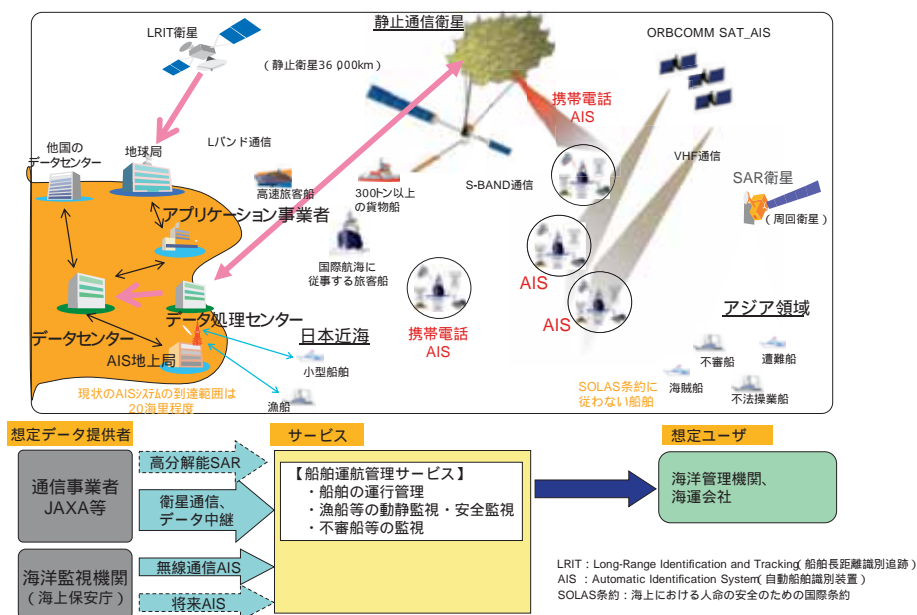 LRIT衛星
静止通信衛星
ORBCOMM SAT_AIS
（静止衛星36,000km）
携帯電話
AIS
他国の
データセンター
地球局
Lバンド通信
VHF通信
高速旅客船
300トン以上
の貨物船
S-BAND通信
SAR衛星
（周回衛星）
アプリケーション事業者
国際航海に
従事する旅客船
AIS
AIS
データ処理センター
データセンター
日本近海
携帯電話
AIS
アジア領域
AIS地上局
小型船舶
不審船
遭難船
海賊船
現状のAISシステムの到達範囲は
20海里程度
漁船
SOLAS条約に
従わない船舶
不法操業船
想定データ提供者
サービス
想定ユーザ
通信事業者
JAXA等
高分解能SAR
衛星通信、
データ中継
【船舶運航管理サービス】
・船舶の運行管理
・漁船等の動静監視・安全監視
・不審船等の監視
海洋管理機関、
海運会社
海洋監視機関
（海上保安庁）
無線通信AIS
将来AIS
LRIT：Long-Range Identification and Tracking（船舶長距離識別追跡）
AIS ：Automatic Identification System（自動船舶識別装置）
SOLAS条約：海上における人命の安全のための国際条約